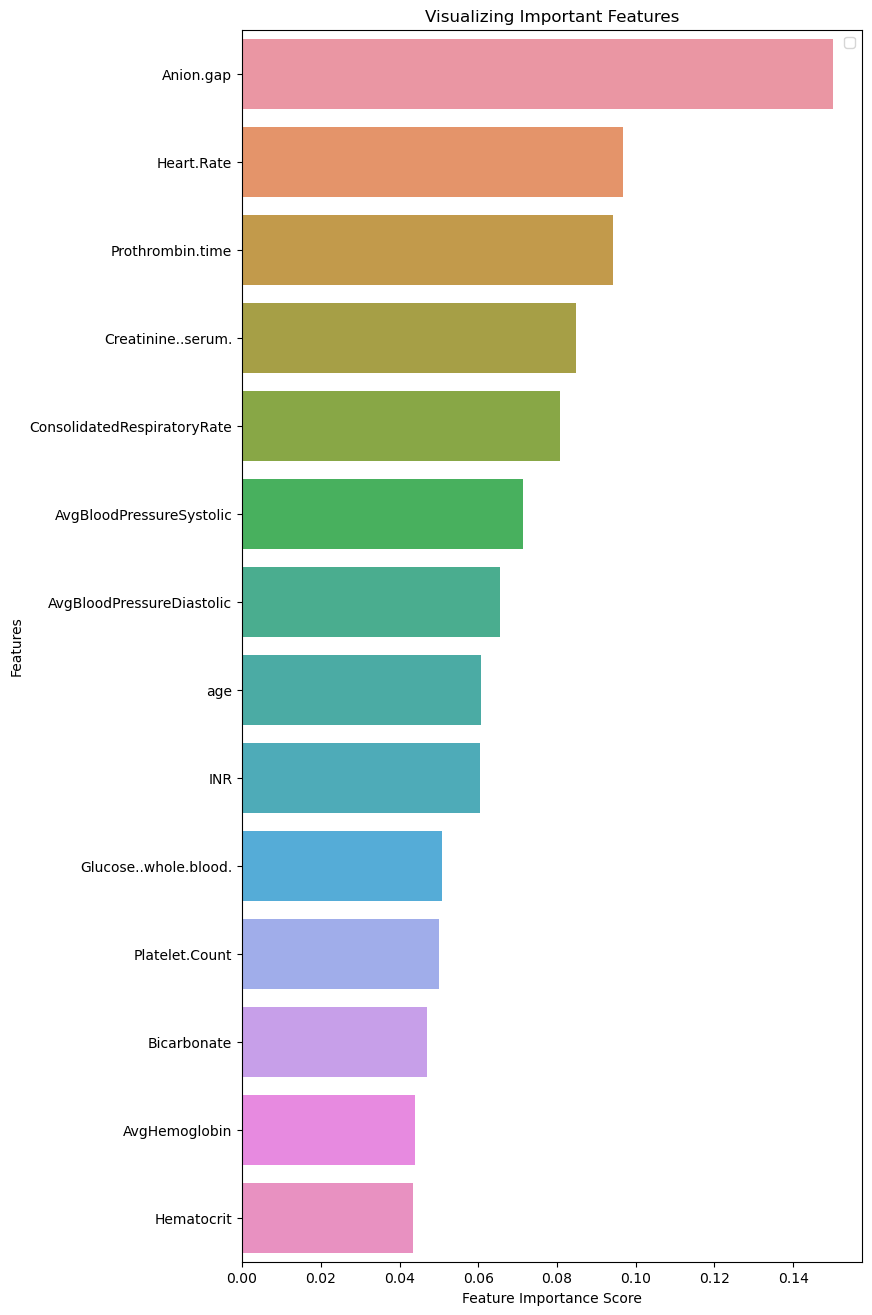 Visualizing Important Features
Anion.gap
Heart.Rate
Prothrombin.time
Creatinine..serum.
ConsolidatedRespiratoryRate
AvgBloodPressureSystolic
AvgBloodPressureDiastolic
Features
age
INR
Glucose..whole.blood.
Platelet.Count
Bicarbonate
AvgHemoglobin
Hematocrit
0.00 0.02 0.04 0.06 0.08 0.10 0.12 0.14
Feature Importance Score